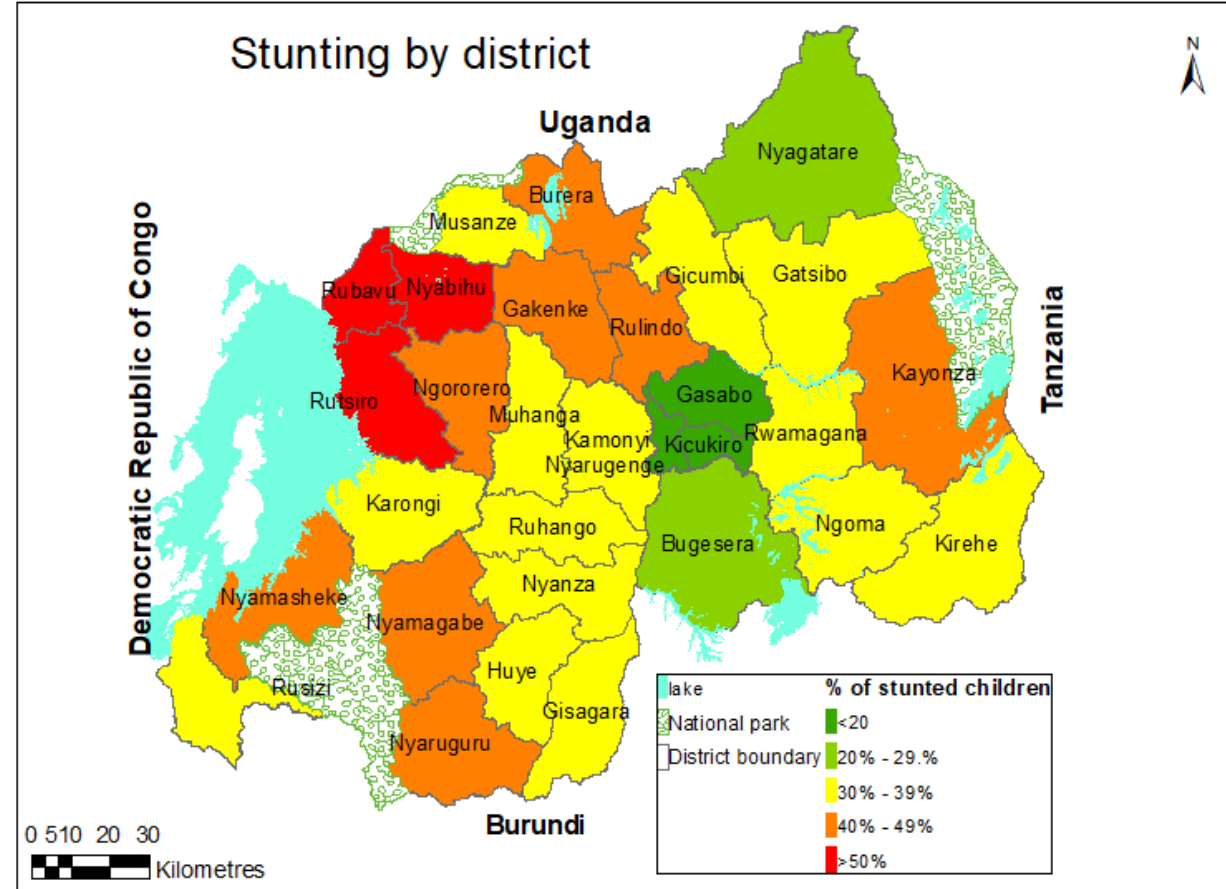 Stunting by district
N
Uganda
Nyagatare
Burera
Musanze
Democratic Republic of Congo
Gicumbi
Gatsibo
Rubavu
Nyabihu
Gakenke
Rulindo
Tanzania
Kayonza
Ngororero
Gasabo
Rutsiro
Muhanga
Kamonyi
Kicukiro
Rwamagana
Nyarugenge
Karongi
Ruhango
Ngoma
Bugesera
Kirehe
Nyanza
Nyamasheke
Nyamagabe
Huye
Rusizi
Gisagara
Nyaruguru
Burundi
lake
National park
District boundary
% of stunted children
<20
20% - 29.%
30% - 39%
40% - 49%
>50%
0 510 20 30
Kilometres